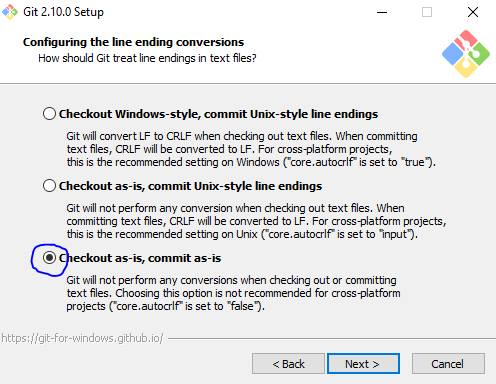 Git 2.10.0 Setup
Configuring the line ending conversions
How should Git treat line endings in text files?
Checkout Windows-style, commit Unix-style line endings
Git will convert LF to CRLF when checking out text files. When committing
text files, CRLF will be converted to LF. For cross-platform projects,
this is the recommended setting on Windows ("core.autocrlf" is set to "true").
Checkout as-is, commit Unix-style line endings
Git will not perform any conversion when checking out text files. When
committing text files, CRLF will be converted to LF. For cross-platform projects,
this is the recommended setting on Unix ("core.autocrlf" is set to "input").
Checkout as-is, commit as-is
Git will not perform any conversions when checking out or committing
text files. Choosing this option is not recommended for cross-platform
projects ("core.autocrlf" is set to "false").
https://git-for-windows.github.io/
< Back Next > Cancel